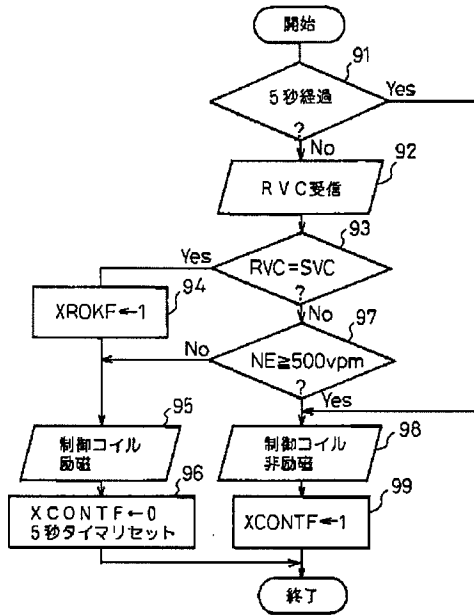 開始
91
5秒経過
?
Yes
No
92
RVC受信
93
RVC=SVC
?
Yes
No
94
XROKF←1
97
NE≧500vpm
?
No
Yes
95
制御コイル
励磁
98
制御コイル
非励磁
96
XCONTF←0
5秒タイマリセット
99
XCONTF←1
終了